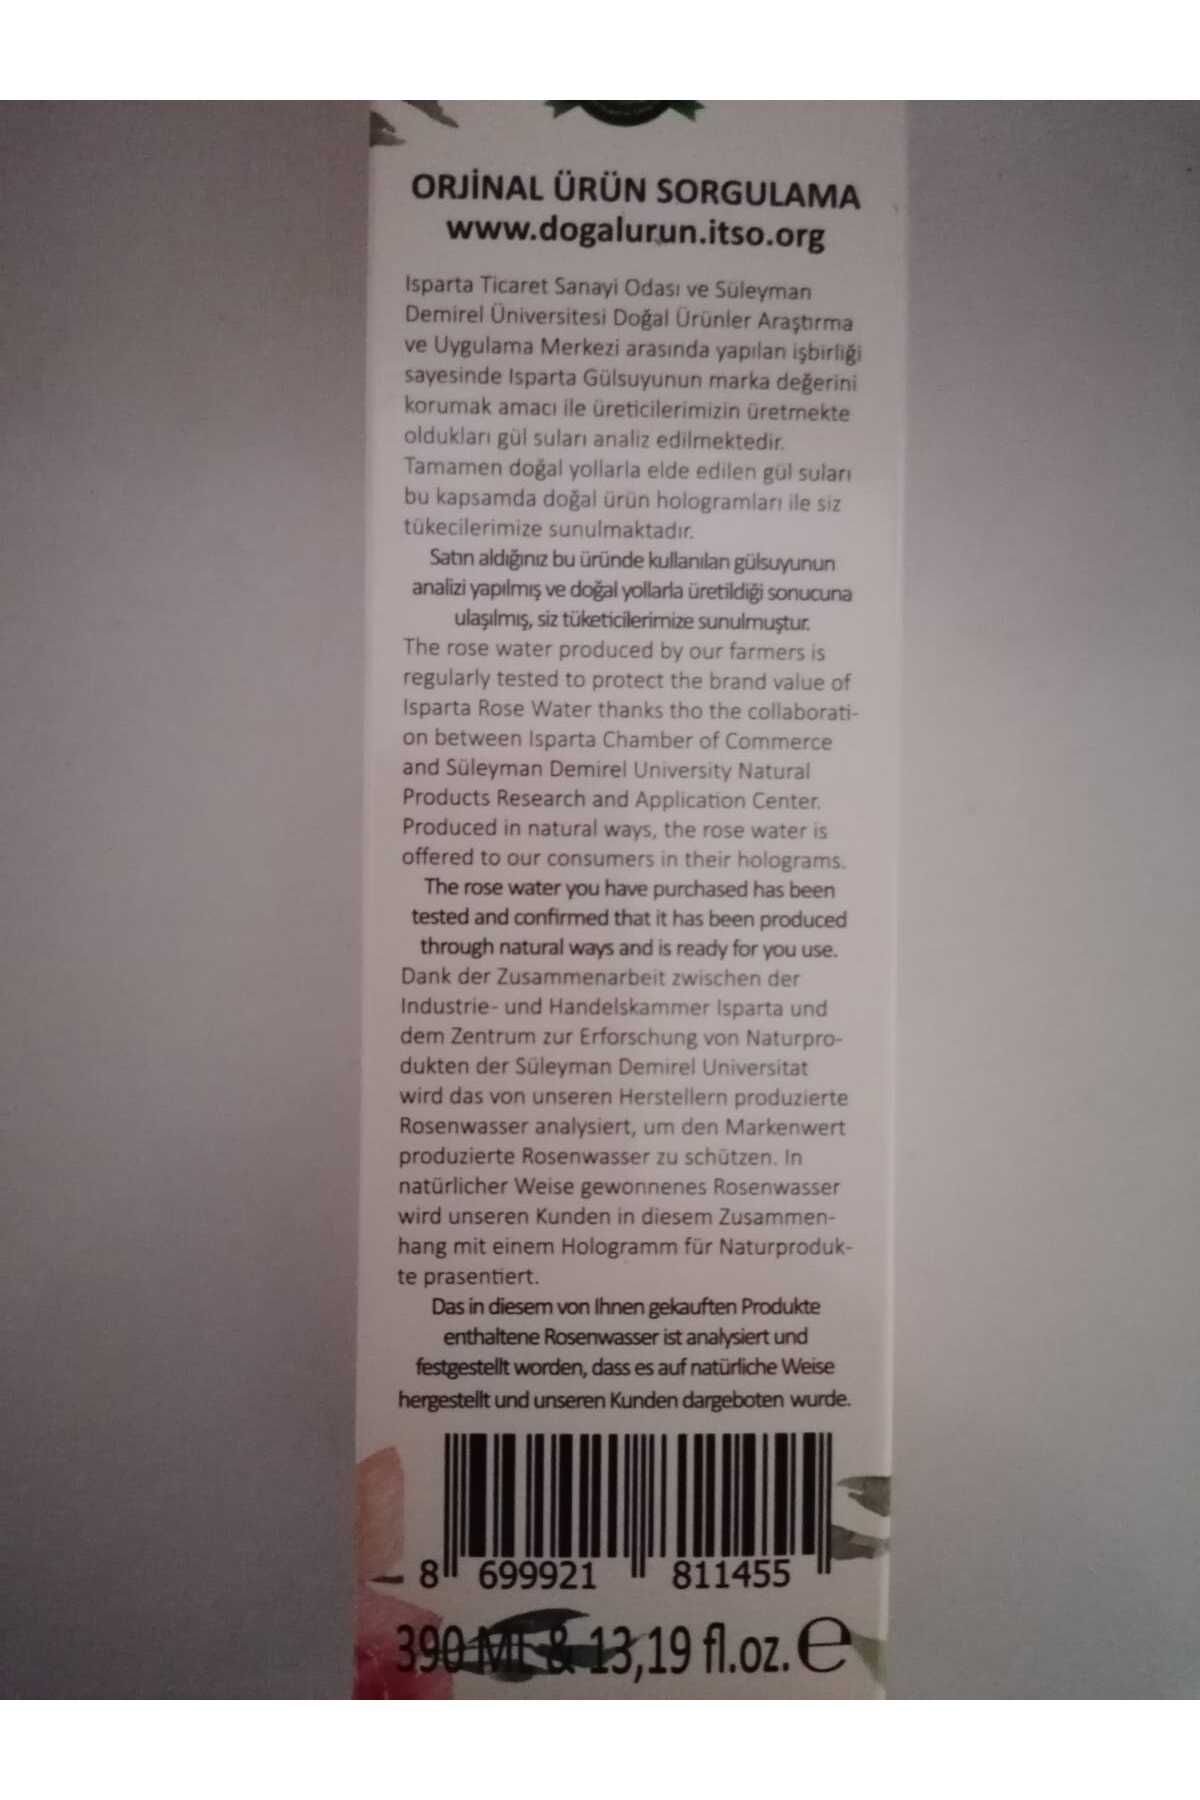 ORJİNAL ÜRÜN SORGULAMA
www.dogalurun.itso.org
Isparta Ticaret Sanayi Odası ve Süleyman
Demirel Üniversitesi Doğal Ürünler Araştırma
ve Uygulama Merkezi arasında yapılan işbirliği
sayesinde Isparta Gülsuyunun marka değerini
korumak amacı ile üreticilerimizin üretmekte
oldukları gül suları analiz edilmektedir.
Tamamen doğal yollarla elde edilen gül suları
bu kapsamda doğal ürün hologramları ile siz
tükecilerimize sunulmaktadır.
Satın aldığınız bu üründe kullanılan gülsuyunun
analizi yapılmış ve doğal yollarla üretildiği sonucuna
ulaşılmış, siz tüketicilerimize sunulmuştur.
The rose water produced by our farmers is
regularly tested to protect the brand value of
Isparta Rose Water thanks tho the collaborati-
on between Isparta Chamber of Commerce
and Süleyman Demirel University Natural
Products Research and Application Center.
Produced in natural ways, the rose water is
offered to our consumers in their holograms.
The rose water you have purchased has been
tested and confirmed that it has been produced
through natural ways and is ready for you use.
Dank der Zusammenarbeit zwischen der
Industrie- und Handelskammer Isparta und
dem Zentrum zur Erforschung von Naturpro-
dukten der Süleyman Demirel Universitat
wird das von unseren Herstellern produzierte
Rosenwasser analysiert, um den Markenwert
produzierte Rosenwasser zu schützen. In
natürlicher Weise gewonnenes Rosenwasser
wird unseren Kunden in diesem Zusammen-
hang mit einem Hologramm für Naturproduk-
te prasentiert.
Das in diesem von Ihnen gekauften Produkte
enthaltene Rosenwasser ist analysiert und
festgestellt worden, dass es auf natürliche Weise
hergestellt und unseren Kunden dargeboten wurde.
8 699921 811455
390 ML & 13,19 fl.oz. ℮